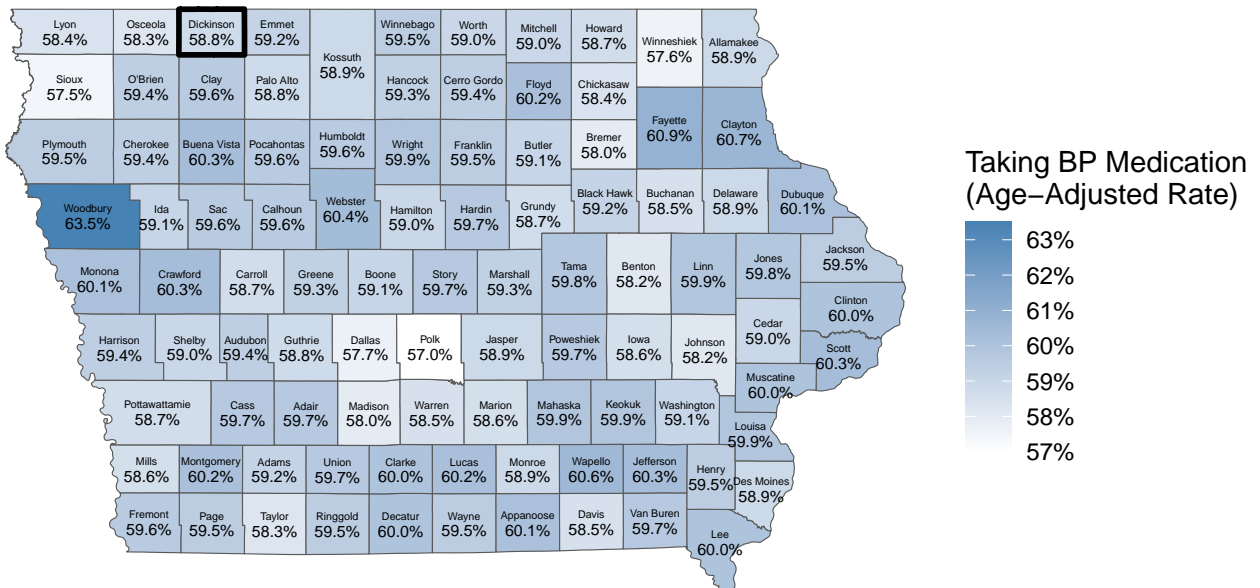 Lyon
58.4%
Osceola
58.3%
Dickinson
58.8%
Emmet
59.2%
Kossuth
58.9%
Winnebago
59.5%
Worth
59.0%
Mitchell
59.0%
Howard
58.7%
Winneshiek
57.6%
Allamakee
58.9%
Sioux
57.5%
O'Brien
59.4%
Clay
59.6%
Palo Alto
58.8%
Hancock
59.3%
Cerro Gordo
59.4%
Floyd
60.2%
Chickasaw
58.4%
Fayette
60.9%
Clayton
60.7%
Plymouth
59.5%
Cherokee
59.4%
Buena Vista
60.3%
Pocahontas
59.6%
Humboldt
59.6%
Wright
59.9%
Franklin
59.5%
Butler
59.1%
Bremer
58.0%
Woodbury
63.5%
Ida
59.1%
Sac
59.6%
Calhoun
59.6%
Webster
60.4%
Hamilton
59.0%
Hardin
59.7%
Grundy
58.7%
Black Hawk
59.2%
Buchanan
58.5%
Delaware
58.9%
Dubuque
60.1%
Monona
60.1%
Crawford
60.3%
Carroll
58.7%
Greene
59.3%
Boone
59.1%
Story
59.7%
Marshall
59.3%
Tama
59.8%
Benton
58.2%
Linn
59.9%
Jones
59.8%
Jackson
59.5%
Clinton
60.0%
Harrison
59.4%
Shelby
59.0%
Audubon
59.4%
Guthrie
58.8%
Dallas
57.7%
Polk
57.0%
Jasper
58.9%
Poweshiek
59.7%
Iowa
58.6%
Johnson
58.2%
Cedar
59.0%
Scott
60.3%
Muscatine
60.0%
Pottawattamie
58.7%
Cass
59.7%
Adair
59.7%
Madison
58.0%
Warren
58.5%
Marion
58.6%
Mahaska
59.9%
Keokuk
59.9%
Washington
59.1%
Louisa
59.9%
Mills
58.6%
Montgomery
60.2%
Adams
59.2%
Union
59.7%
Clarke
60.0%
Lucas
60.2%
Monroe
58.9%
Wapello
60.6%
Jefferson
60.3%
Henry
59.5%
Des Moines
58.9%
Fremont
59.6%
Page
59.5%
Taylor
58.3%
Ringgold
59.5%
Decatur
60.0%
Wayne
59.5%
Appanoose
60.1%
Davis
58.5%
Van Buren
59.7%
Lee
60.0%
Taking BP Medication
(Age−Adjusted Rate)
63%
62%
61%
60%
59%
58%
57%